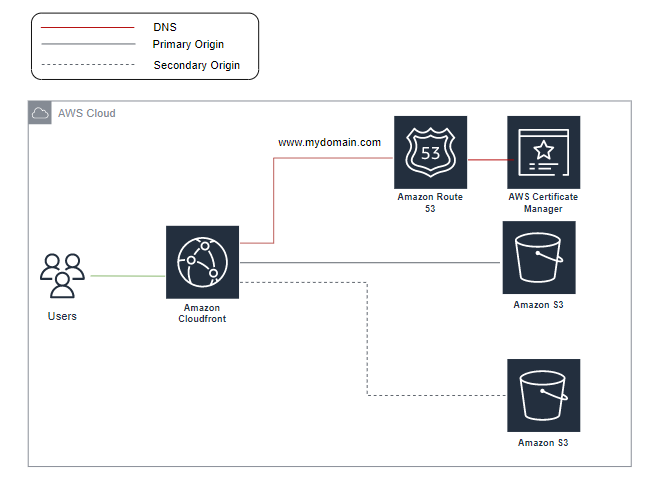 DNS
Primary Origin
Secondary Origin
AWS Cloud
www.mydomain.com
53
Amazon Route
53
AWS Certificate
Manager
Users
Amazon
Cloudfront
Amazon S3
Amazon S3